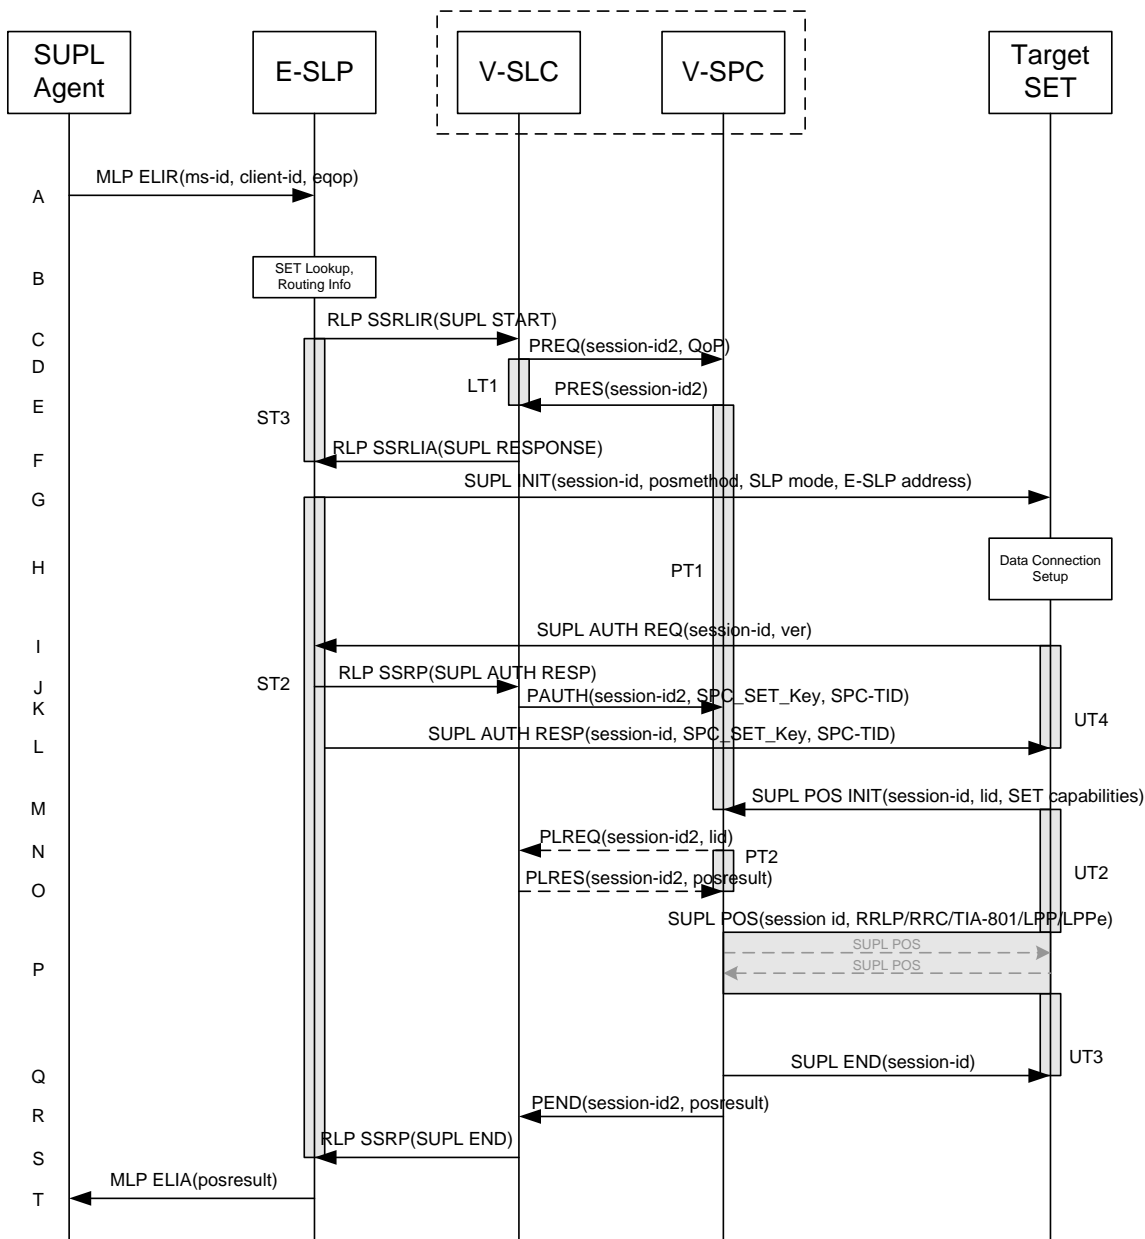 SUPL
Agent
E-SLP
V-SLC
V-SPC
Target
SET
MLP ELIR(ms-id, client-id, eqop)
A
SET Lookup,
Routing Info
B
RLP SSRLIR(SUPL START)
C
PREQ(session-id2, QoP)
D
LT1
PRES(session-id2)
E
ST3
RLP SSRLIA(SUPL RESPONSE)
F
SUPL INIT(session-id, posmethod, SLP mode, E-SLP address)
G
Data Connection
Setup
H
PT1
SUPL AUTH REQ(session-id, ver)
I
ST2
RLP SSRP(SUPL AUTH RESP)
J
PAUTH(session-id2, SPC_SET_Key, SPC-TID)
K
UT4
SUPL AUTH RESP(session-id, SPC_SET_Key, SPC-TID)
L
SUPL POS INIT(session-id, lid, SET capabilities)
M
PLREQ(session-id2, lid)
N
PT2
UT2
PLRES(session-id2, posresult)
O
SUPL POS(session id, RRLP/RRC/TIA-801/LPP/LPPe)
SUPL POS
SUPL POS
P
UT3
SUPL END(session-id)
Q
PEND(session-id2, posresult)
R
RLP SSRP(SUPL END)
S
MLP ELIA(posresult)
T